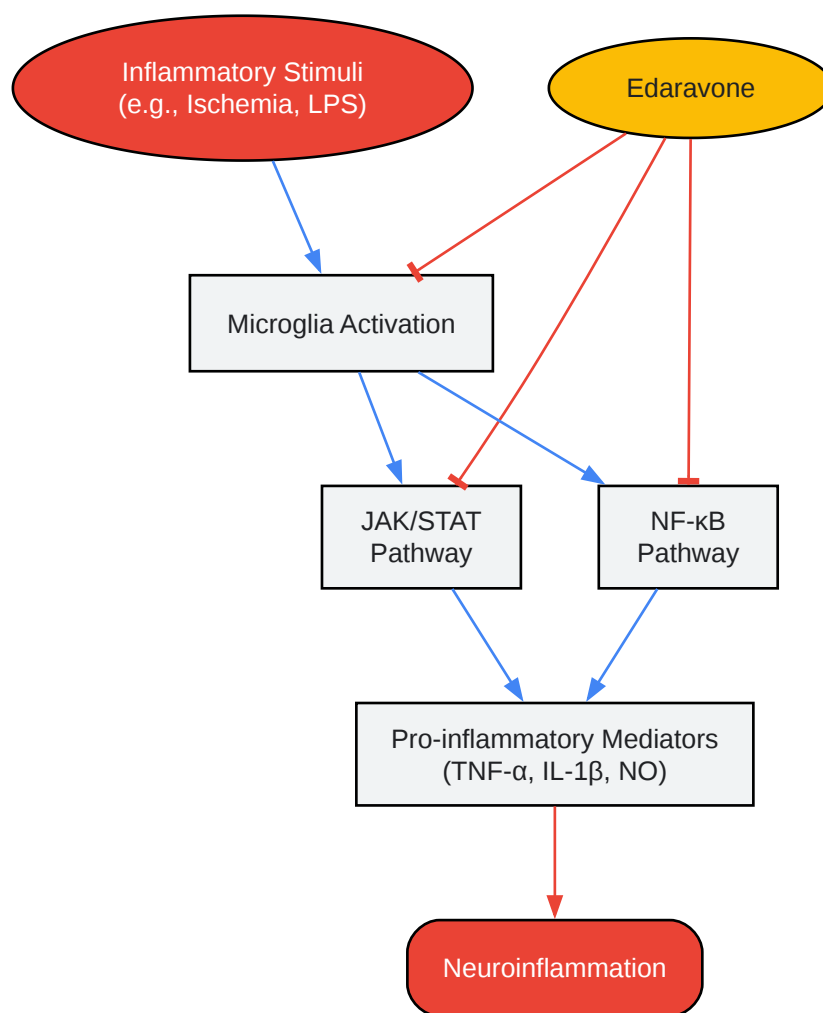 Inflammatory Stimuli
(e.g., Ischemia, LPS)
Edaravone
Microglia Activation
JAK/STAT
Pathway
NF-κB
Pathway
Pro-inflammatory Mediators
(TNF-α, IL-1β, NO)
Neuroinflammation